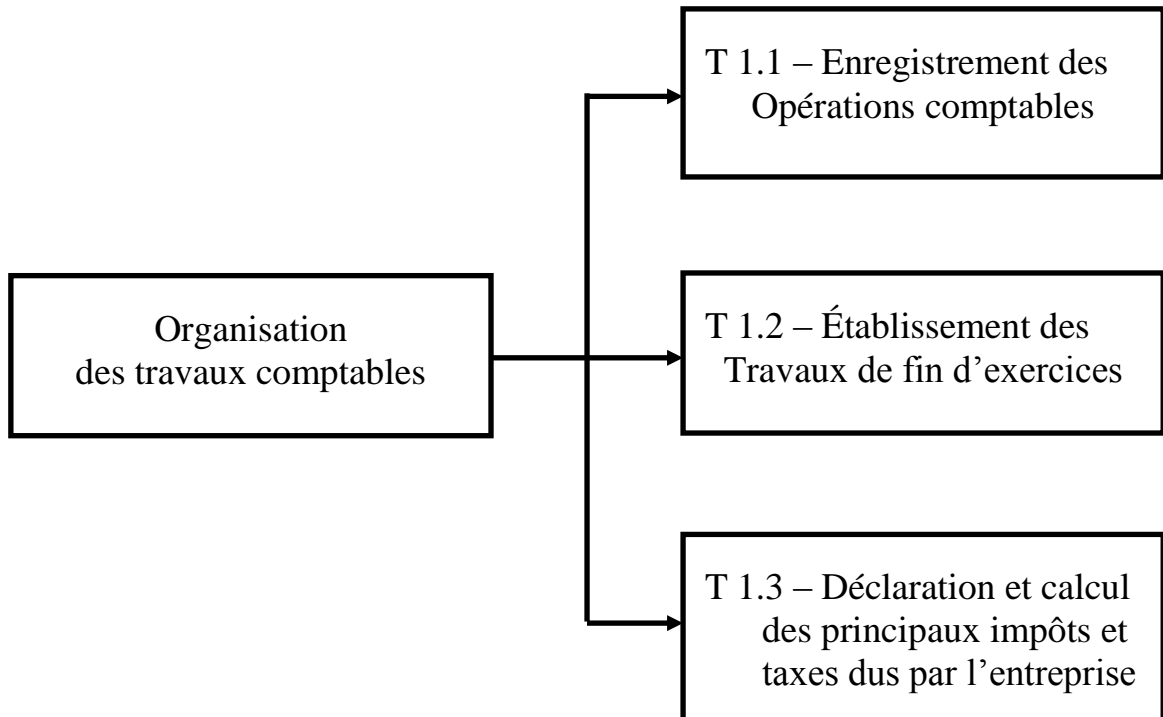 T 1.1 – Enregistrement des
Opérations comptables
Organisation
des travaux comptables
T 1.2 – Établissement des
Travaux de fin d’exercices
T 1.3 – Déclaration et calcul
des principaux impôts et
taxes dus par l’entreprise